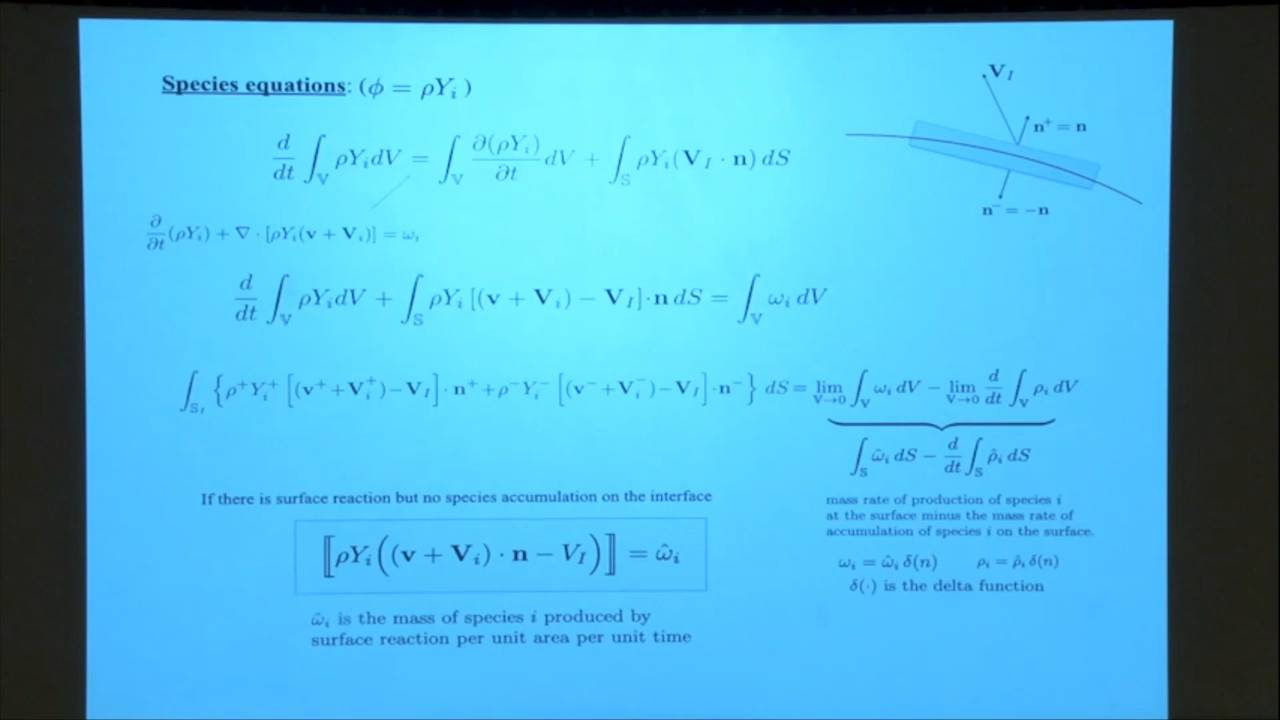 Species equations: (ϕ = ρY_i )
V_I
n⁺ = n
n⁻ = −n
d/dt ∫_V ρY_i dV = ∫_V ∂(ρY_i)/∂t dV + ∫_S ρY_i(V_I · n) dS
∂/∂t (ρY_i) + ∇ · [ρY_i(v + V_i)] = ω_i
d/dt ∫_V ρY_i dV + ∫_S ρY_i [(v + V_i) − V_I] · n dS = ∫_V ω_i dV
∫_{S_I} {ρ⁺Y_i⁺ [(v⁺+V_i⁺)−V_I] · n⁺ + ρ⁻Y_i⁻ [(v⁻+V_i⁻)−V_I] · n⁻} dS = lim_{V→0} ∫_V ω_i dV − lim_{V→0} d/dt ∫_V ρ_i dV
∫_S ω̂_i dS − d/dt ∫_S ρ̂_i dS
If there is surface reaction but no species accumulation on the interface
⟦ρY_i((v + V_i) · n − V_I)⟧ = ω̂_i
ω̂_i is the mass of species i produced by
surface reaction per unit area per unit time
mass rate of production of species i
at the surface minus the mass rate of
accumulation of species i on the surface.
ω_i = ω̂_i δ(n) ρ_i = ρ̂_i δ(n)
δ(·) is the delta function